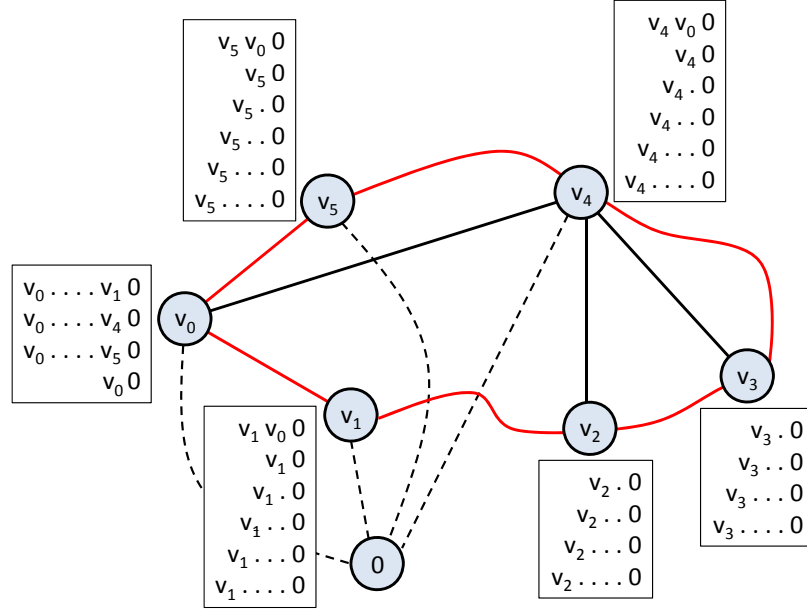 v₅ v₀ 0
v₅ 0
v₅ . 0
v₅ . . 0
v₅ . . . 0
v₅ . . . . 0
v₄ v₀ 0
v₄ 0
v₄ . 0
v₄ . . 0
v₄ . . . 0
v₄ . . . . 0
v₅
v₄
v₀ . . . . v₁ 0
v₀ . . . . v₄ 0
v₀ . . . . v₅ 0
v₀ 0
v₀
v₃
v₁
v₂
v₁ v₀ 0
v₁ 0
v₁ . 0
v₁ . . 0
v₁ . . . 0
v₁ . . . . 0
0
v₂ . 0
v₂ . . 0
v₂ . . . 0
v₂ . . . . 0
v₃ . 0
v₃ . . 0
v₃ . . . 0
v₃ . . . . 0